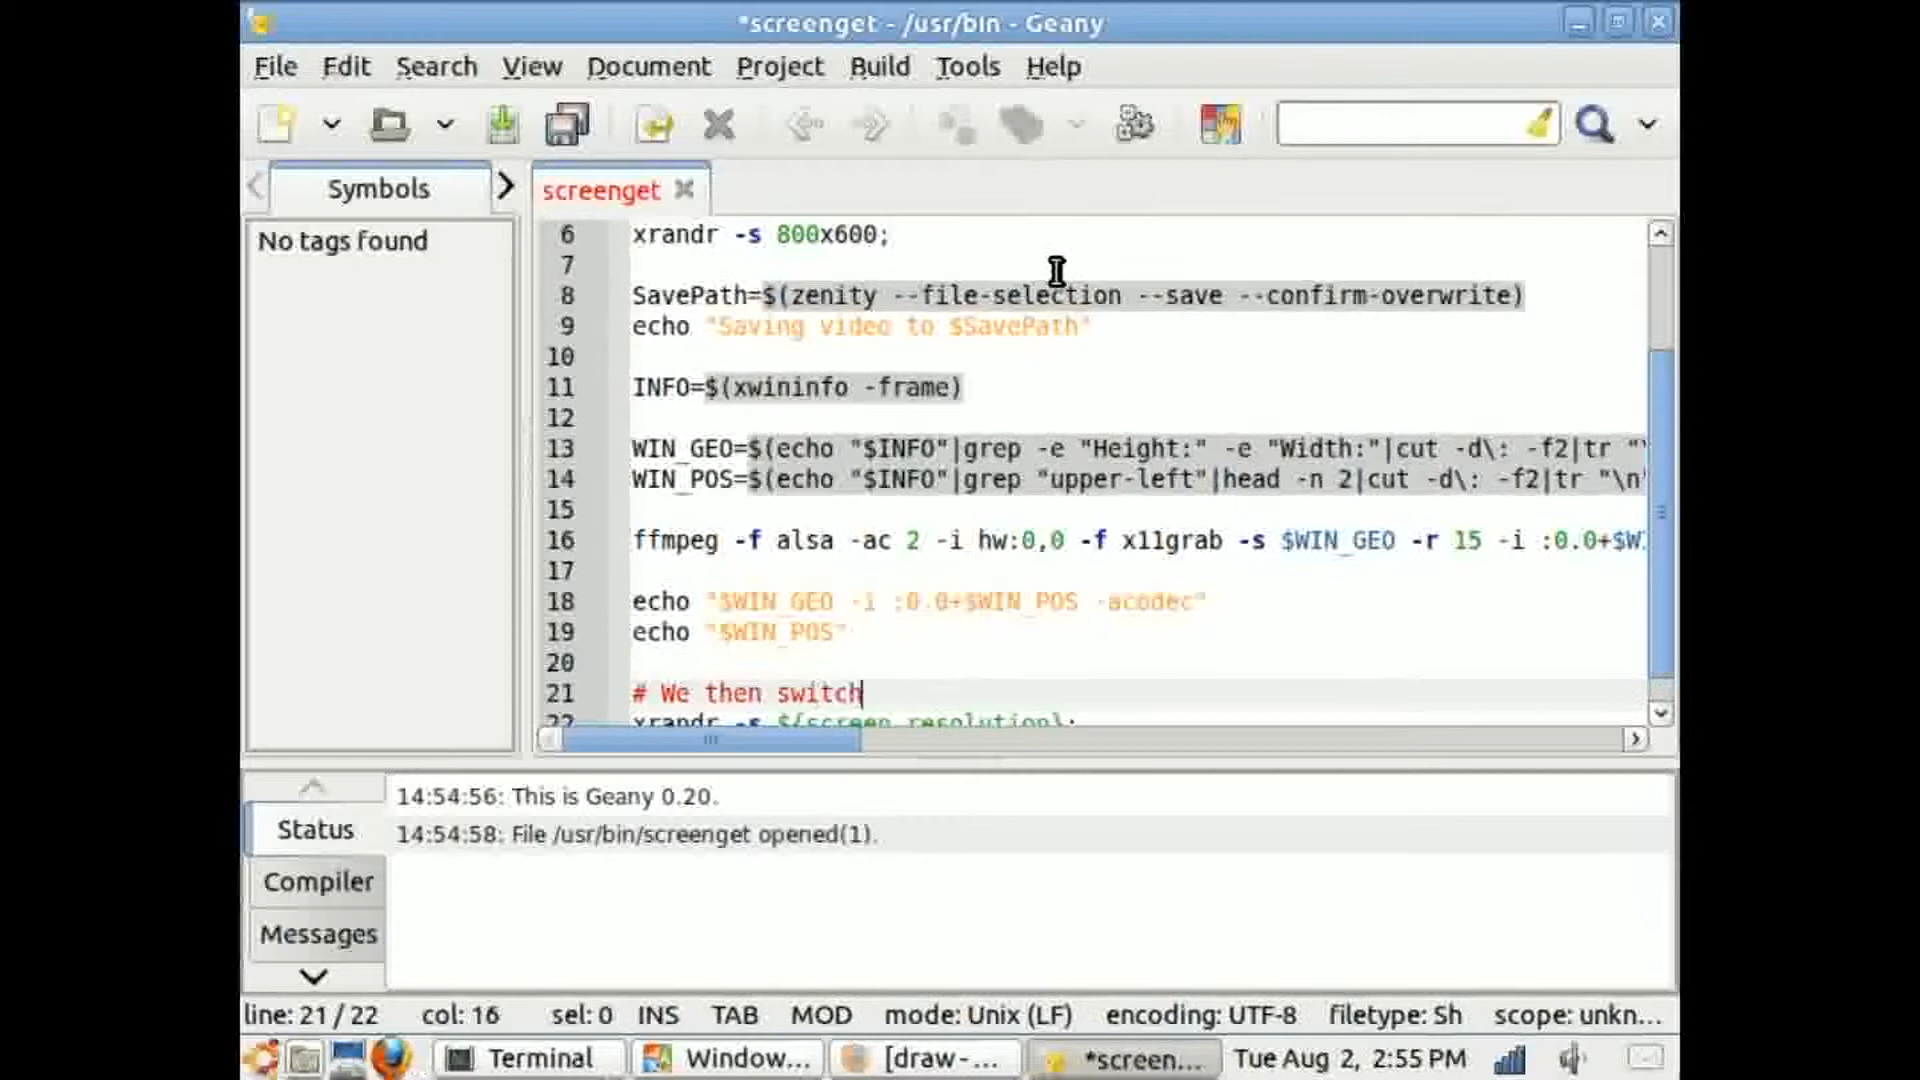 *screenget - /usr/bin - Geany
File Edit Search View Document Project Build Tools Help
Symbols
screenget
No tags found
6 xrandr -s 800x600;
7
8 SavePath=$(zenity --file-selection --save --confirm-overwrite)
9 echo "Saving video to $SavePath"
10
11 INFO=$(xwininfo -frame)
12
13 WIN_GEO=$(echo "$INFO"|grep -e "Height:" -e "Width:"|cut -d\: -f2|tr "\
14 WIN_POS=$(echo "$INFO"|grep "upper-left"|head -n 2|cut -d\: -f2|tr "\n"
15
16 ffmpeg -f alsa -ac 2 -i hw:0,0 -f x11grab -s $WIN_GEO -r 15 -i :0.0+$W
17
18 echo "$WIN_GEO -i :0.0+$WIN_POS -acodec"
19 echo "$WIN_POS"
20
21 # We then switch
22 xrandr -s ${screen_resolution};
14:54:56: This is Geany 0.20.
Status
14:54:58: File /usr/bin/screenget opened(1).
Compiler
Messages
line: 21 / 22 col: 16 sel: 0 INS TAB MOD mode: Unix (LF) encoding: UTF-8 filetype: Sh scope: unkn...
Terminal Window... [draw-... *screen... Tue Aug 2, 2:55 PM